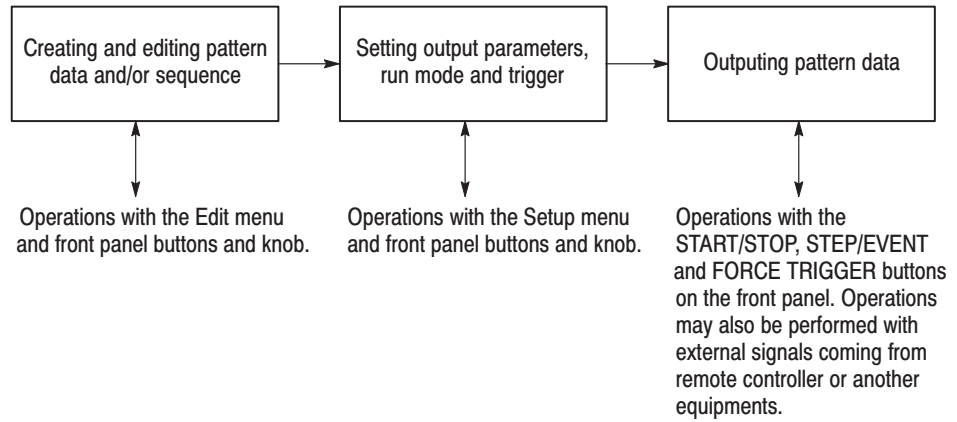 Creating and editing pattern
data and/or sequence
Setting output parameters,
run mode and trigger
Outputing pattern data
Operations with the Edit menu
and front panel buttons and knob.
Operations with the Setup menu
and front panel buttons and knob.
Operations with the
START/STOP, STEP/EVENT
and FORCE TRIGGER buttons
on the front panel. Operations
may also be performed with
external signals coming from
remote controller or another
equipments.